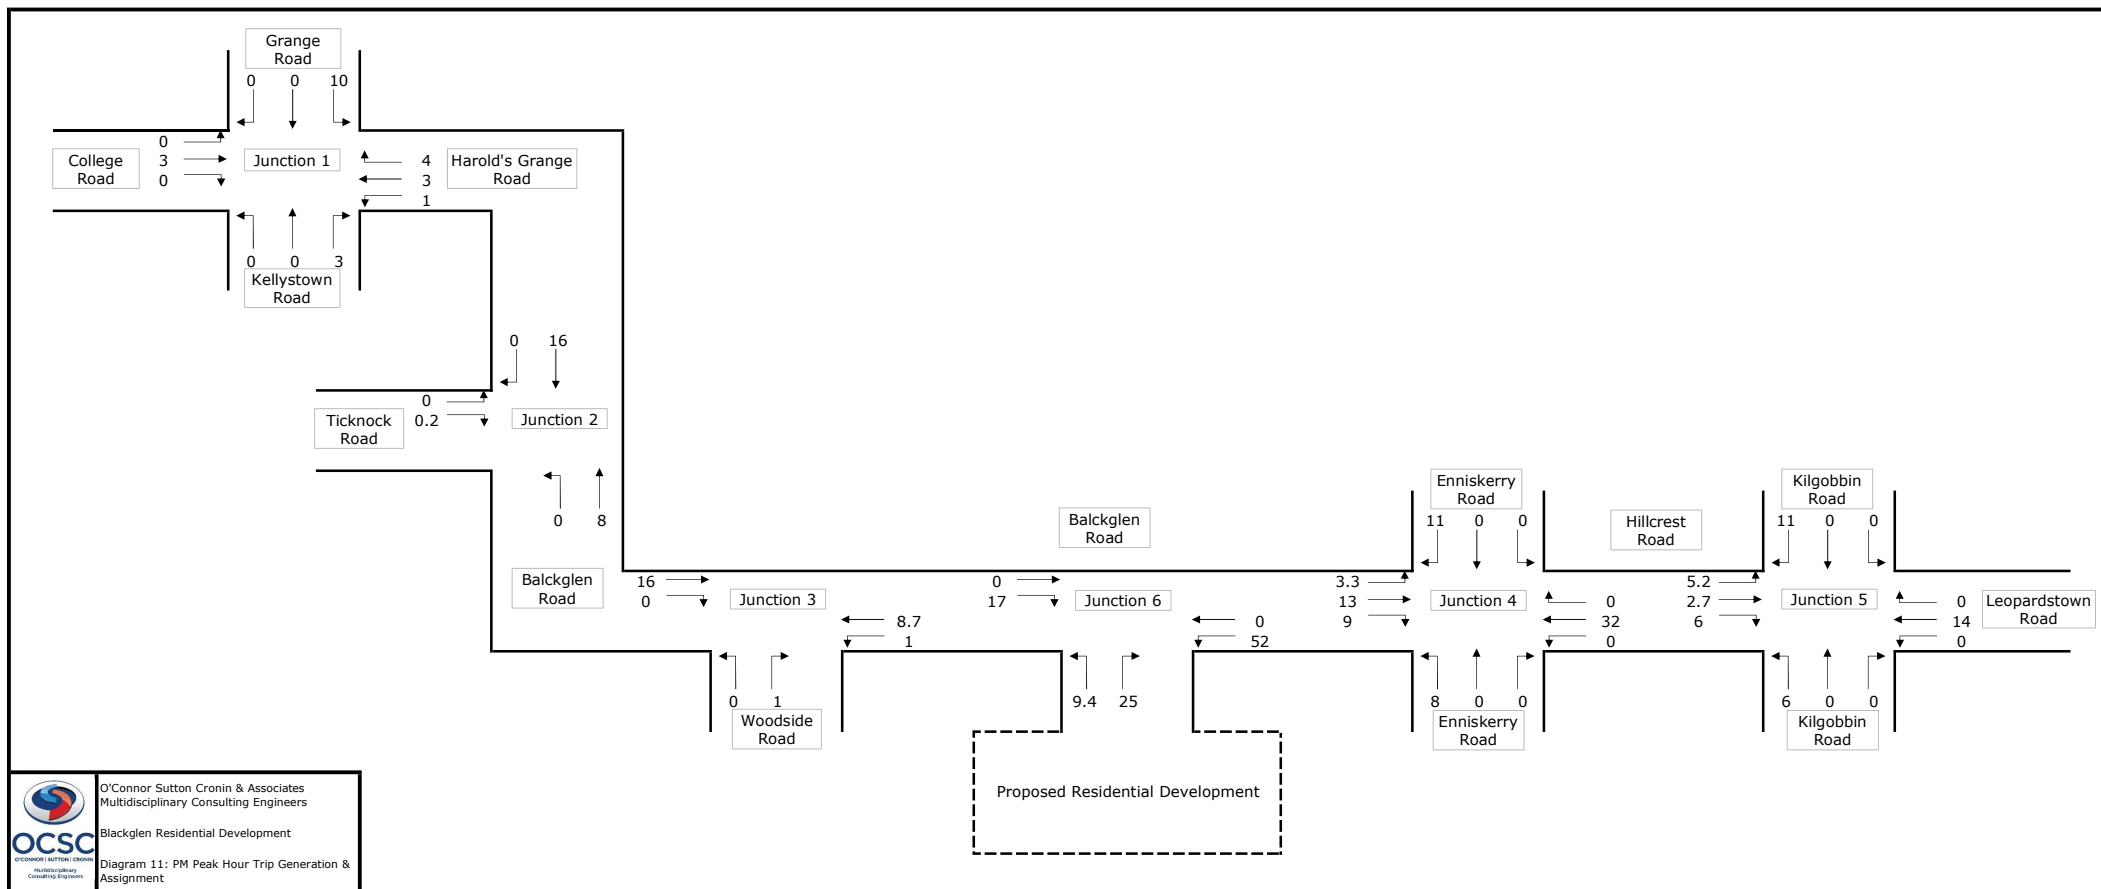 Grange
Road
0 0 10
0
3
0
College
Road
Junction 1
4
3
1
Harold's Grange
Road
0 0 3
Kellystown
Road
0 16
0
0.2
Ticknock
Road
Junction 2
0 8
Balckglen
Road
16
0
Junction 3
8.7
1
0 1
Woodside
Road
Balckglen
Road
0
17
Junction 6
0
52
9.4 25
Proposed Residential Development
Enniskerry
Road
11 0 0
3.3
13
9
Junction 4
0
32
0
8 0 0
Enniskerry
Road
Hillcrest
Road
Kilgobbin
Road
11 0 0
5.2
2.7
6
Junction 5
0
14
0
Leopardstown
Road
6 0 0
Kilgobbin
Road
OCSC
O'CONNOR | SUTTON | CRONIN
Multidisciplinary
Consulting Engineers
O'Connor Sutton Cronin & Associates
Multidisciplinary Consulting Engineers
Blackglen Residential Development
Diagram 11: PM Peak Hour Trip Generation &
Assignment